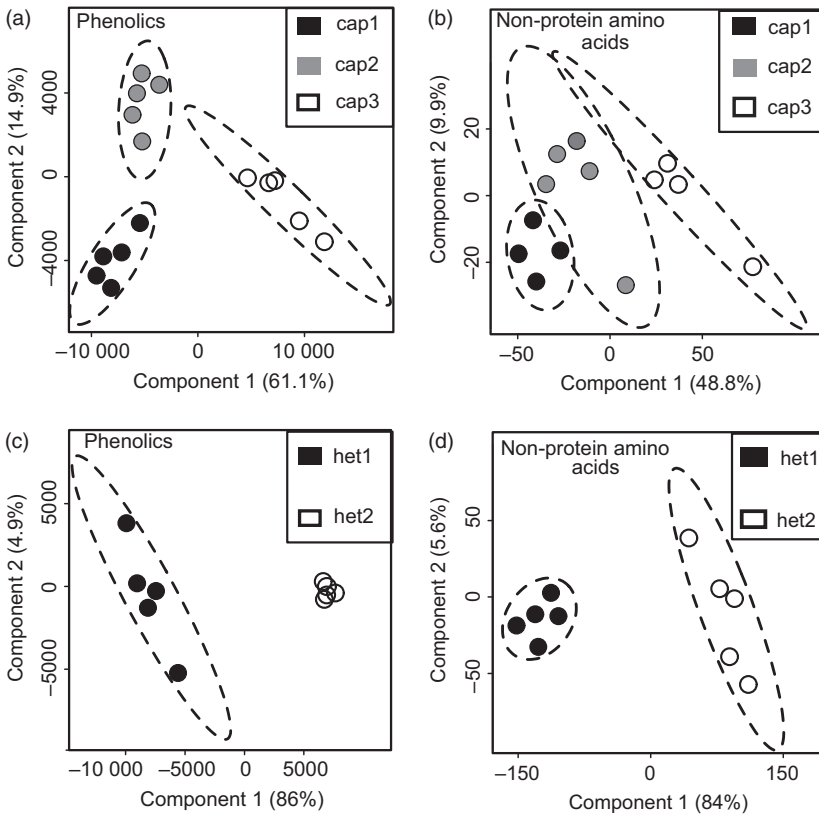 (a)
Phenolics
cap1
cap2
cap3
Component 2 (14.9%)
4000
0
−4000
−10 000 0 10 000
Component 1 (61.1%)
(b)
Non-protein amino
acids
cap1
cap2
cap3
Component 2 (9.9%)
20
0
−20
−50 0 50
Component 1 (48.8%)
(c)
Phenolics
het1
het2
Component 2 (4.9%)
5000
0
−5000
−10 000 −5000 0 5000
Component 1 (86%)
(d)
Non-protein amino
acids
het1
het2
Component 2 (5.6%)
50
0
−50
−150 0 150
Component 1 (84%)